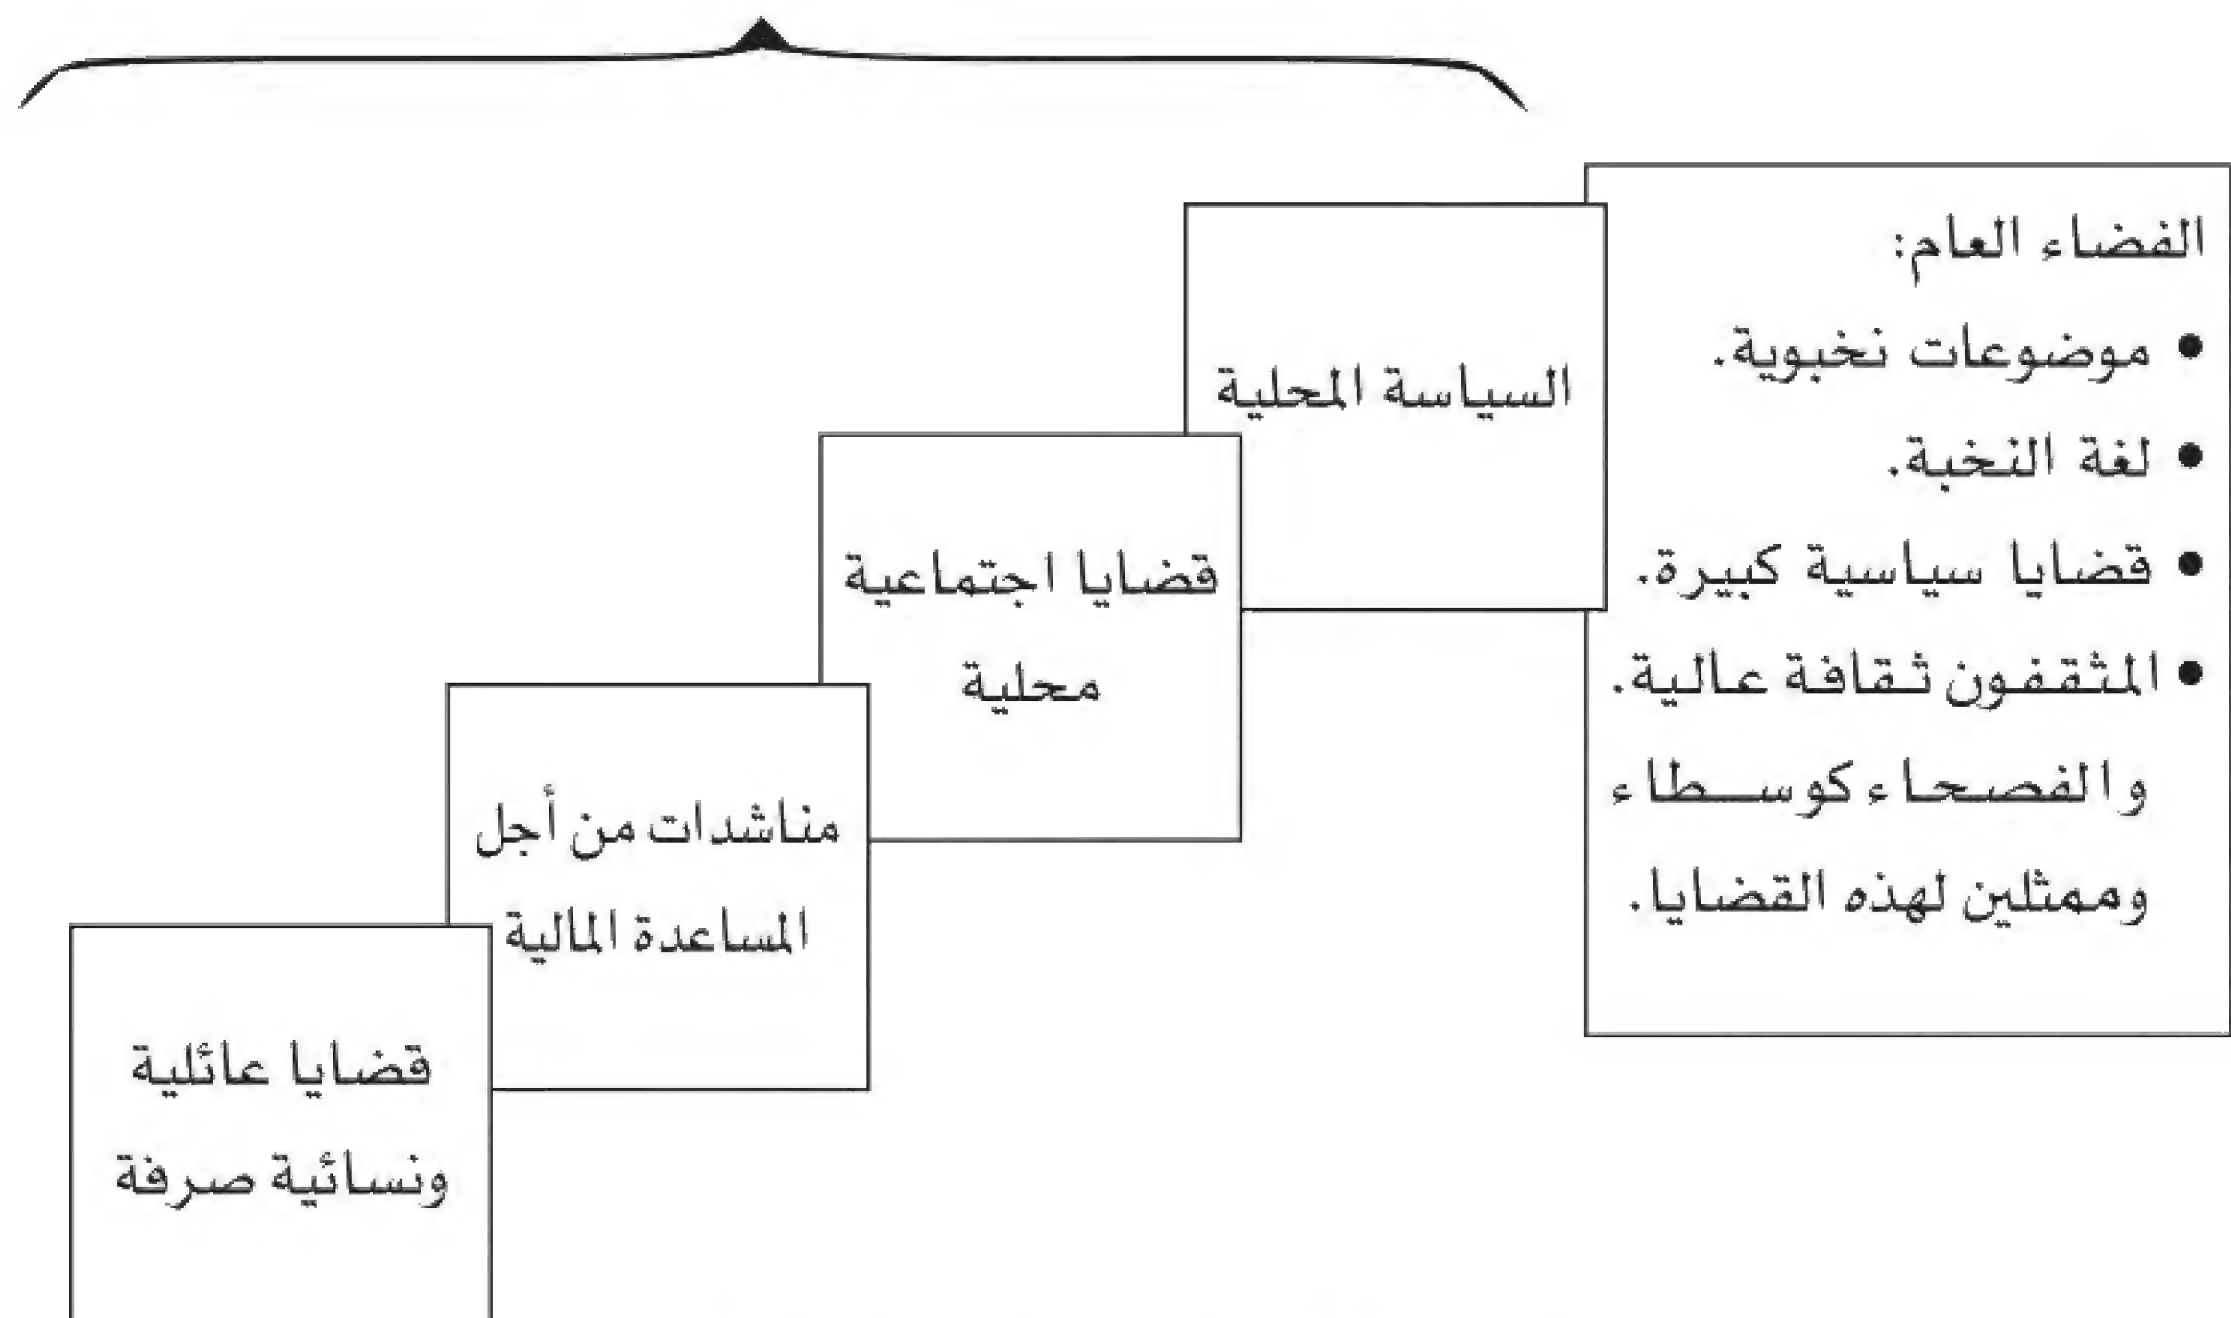 الفضاء العام:
• موضوعات نخبوية.
• لغة النخبة.
• قضايا سياسية كبيرة.
• المثقفون ثقافة عالية.
والفصحاء كوسطاء
وممثلين لهذه القضايا.
السياسة المحلية
قضايا اجتماعية
محلية
مناشدات من أجل
المساعدة المالية
قضايا عائلية
ونسائية صرفة